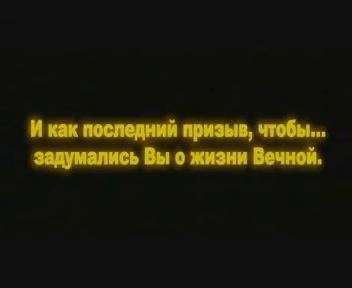 И как последний призыв, чтобы...
задумались Вы о жизни Вечной.